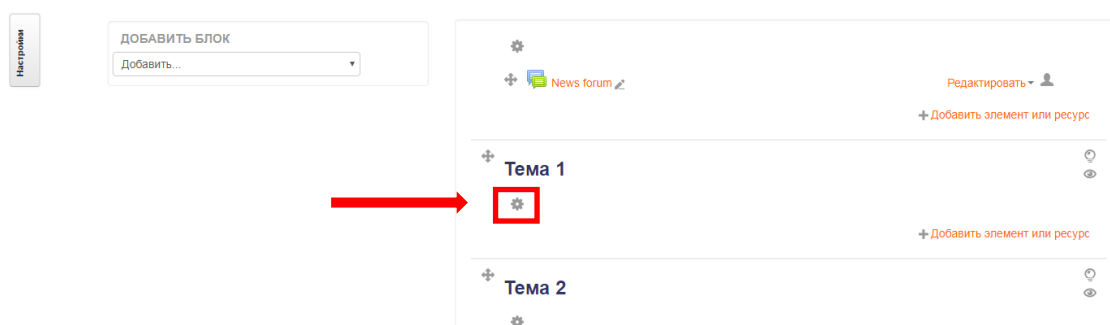 Настройки
ДОБАВИТЬ БЛОК
Добавить...
News forum
Редактировать
Добавить элемент или ресурс
Тема 1
Добавить элемент или ресурс
Тема 2